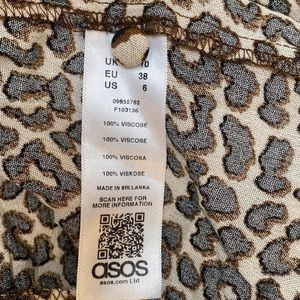 UK 10
EU 38
US 6
F103136
100% VISCOSE
100% VISCOSE
100% VISCOSA
100% VISKOSE
MADE IN SRI LANKA
SCAN HERE FOR
MORE INFORMATION
asos
asos.com Ltd